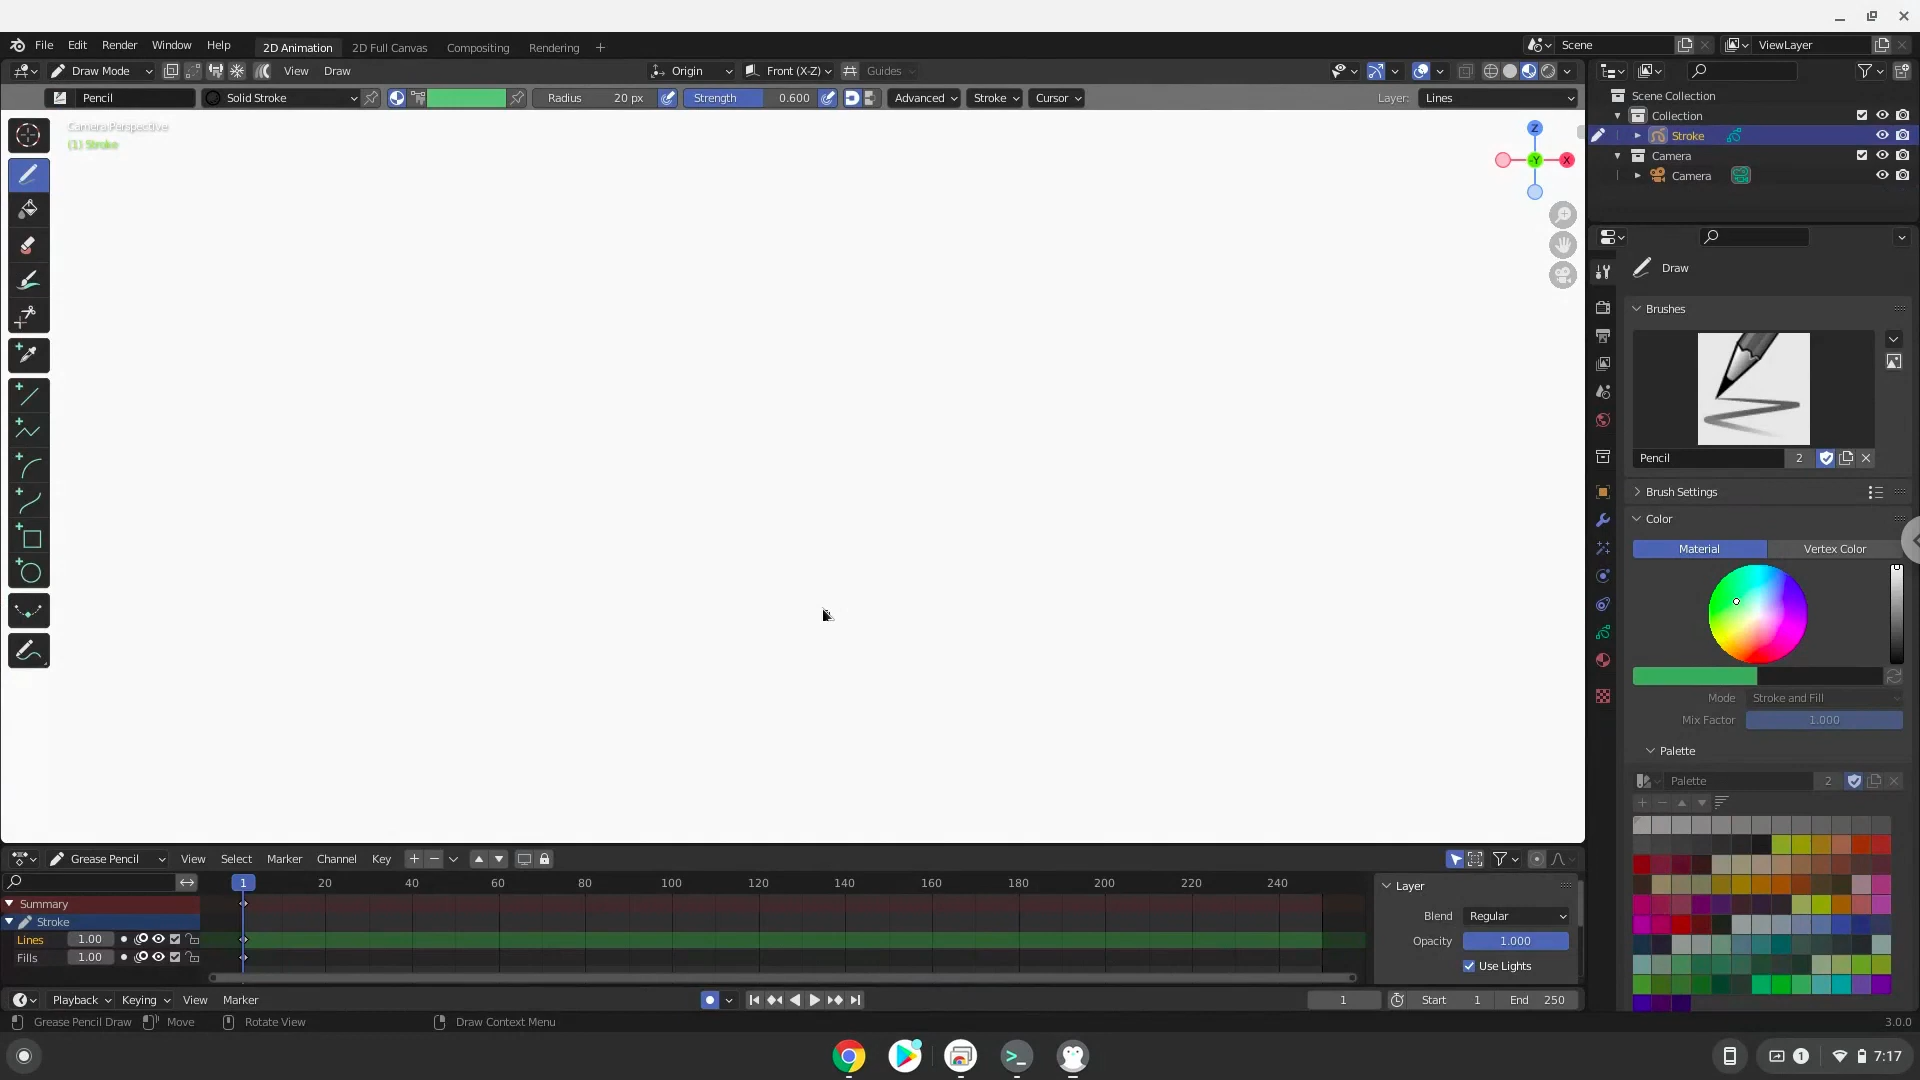 File Edit Render Window Help 2D Animation 2D Full Canvas Compositing Rendering + Scene ViewLayer
Draw Mode View Draw Origin Front (X-Z) Guides
Pencil Solid Stroke Radius 20 px Strength 0.600 Advanced Stroke Cursor Layer: Lines
Camera Perspective
(1) Stroke
Z
-Y X
Scene Collection
Collection
Stroke
Camera
Camera
Draw
Brushes
Pencil 2
Brush Settings
Color
Material Vertex Color
Mode Stroke and Fill
Mix Factor 1.000
Palette
Palette 2
Grease Pencil View Select Marker Channel Key
1 20 40 60 80 100 120 140 160 180 200 220 240
Summary
Stroke
Lines 1.00
Fills 1.00
Layer
Blend Regular
Opacity 1.000
Use Lights
Playback Keying View Marker 1 Start 1 End 250
Grease Pencil Draw Move Rotate View Draw Context Menu 3.0.0
1 7:17